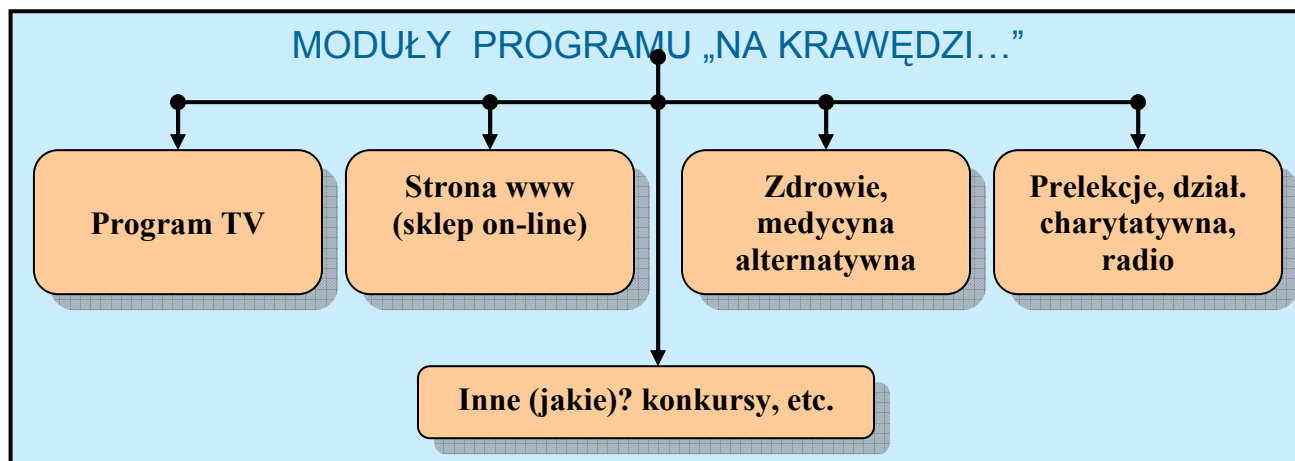 MODUŁY PROGRAMU „NA KRAWĘDZI…”
Program TV
Strona www
(sklep on-line)
Zdrowie,
medycyna
alternatywna
Prelekcje, dział.
charytatywna,
radio
Inne (jakie)? konkursy, etc.